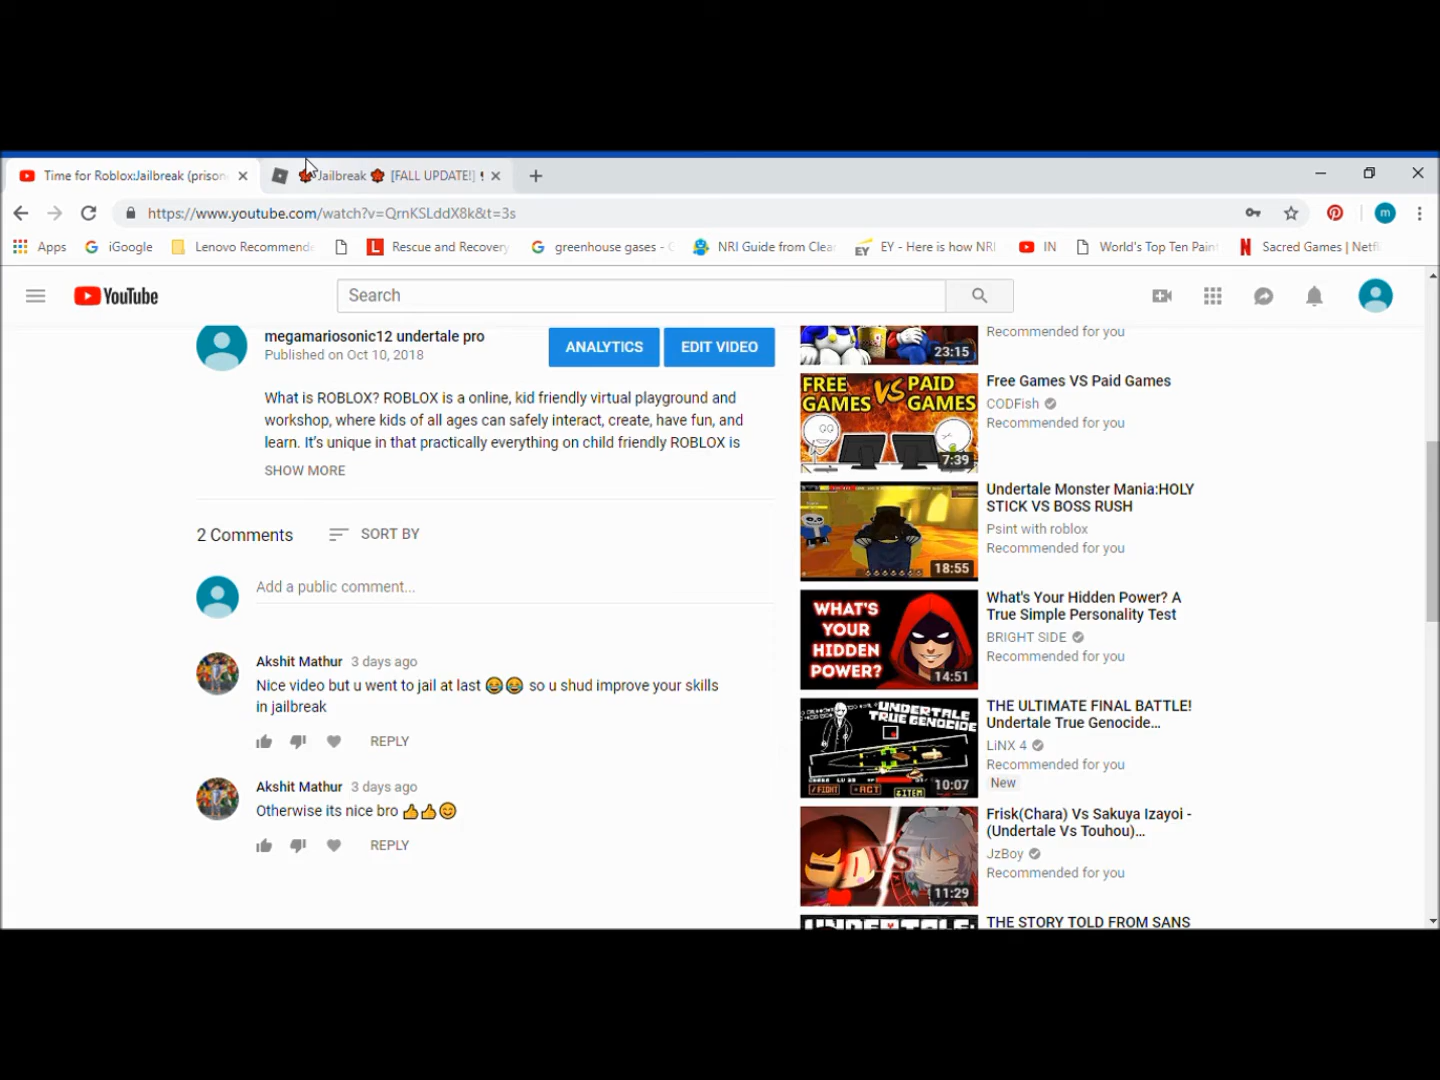 Time for Roblox:Jailbreak (prison
Jailbreak [FALL UPDATE!]
https://www.youtube.com/watch?v=QrnKSLddX8k&t=3s
m
Apps
iGoogle
Lenovo Recommende
Rescue and Recovery
greenhouse gases - G
NRI Guide from Clear
EY - Here is how NRI
IN
World's Top Ten Paint
Sacred Games | Netfl
YouTube
Search
megamariosonic12 undertale pro
Published on Oct 10, 2018
ANALYTICS
EDIT VIDEO
What is ROBLOX? ROBLOX is a online, kid friendly virtual playground and
workshop, where kids of all ages can safely interact, create, have fun, and
learn. It's unique in that practically everything on child friendly ROBLOX is
SHOW MORE
2 Comments
SORT BY
Add a public comment...
Akshit Mathur 3 days ago
Nice video but u went to jail at last 😂😂 so u shud improve your skills
in jailbreak
REPLY
Akshit Mathur 3 days ago
Otherwise its nice bro 👍👍😊
REPLY
23:15
Recommended for you
FREE GAMES VS PAID GAMES
7:39
Free Games VS Paid Games
CODFish
Recommended for you
18:55
Undertale Monster Mania:HOLY
STICK VS BOSS RUSH
Psint with roblox
Recommended for you
WHAT'S
YOUR
HIDDEN
POWER?
14:51
What's Your Hidden Power? A
True Simple Personality Test
BRIGHT SIDE
Recommended for you
UNDERTALE
TRUE GENOCIDE
FIGHT
ACT
ITEM
10:07
THE ULTIMATE FINAL BATTLE!
Undertale True Genocide...
LiNX 4
Recommended for you
New
VS
11:29
Frisk(Chara) Vs Sakuya Izayoi -
(Undertale Vs Touhou)...
JzBoy
Recommended for you
THE STORY TOLD FROM SANS